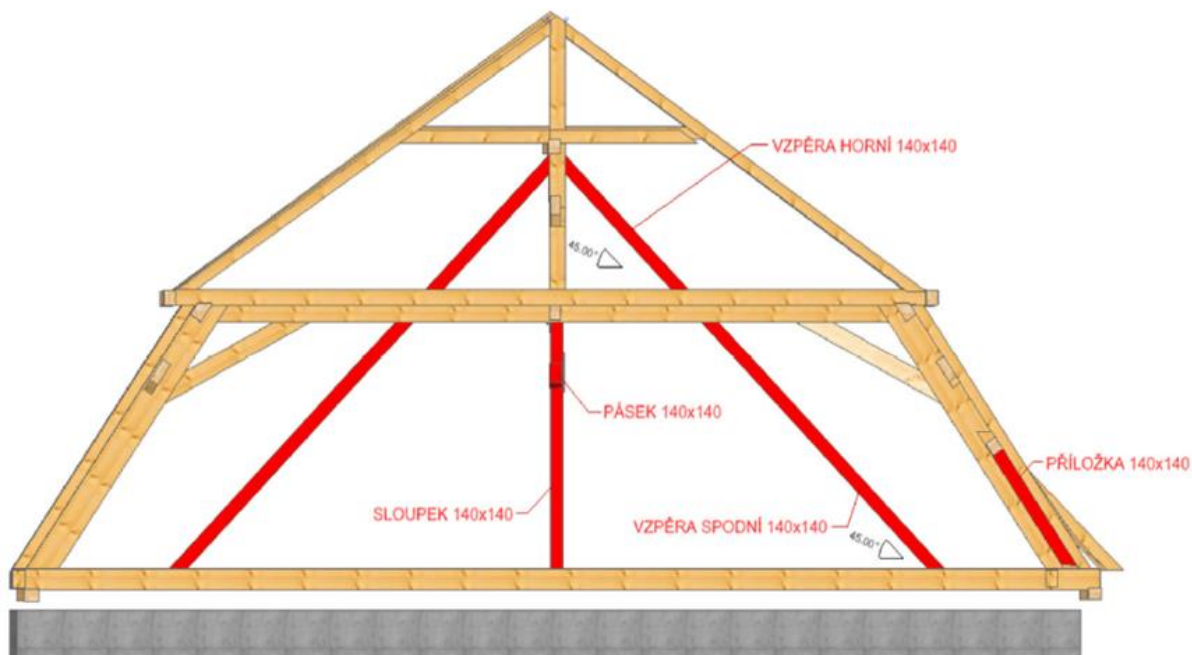 VZPĚRA HORNÍ 140x140
45.00°
PÁSEK 140x140
PŘÍLOŽKA 140x140
SLOUPEK 140x140
VZPĚRA SPODNÍ 140x140
45.00°